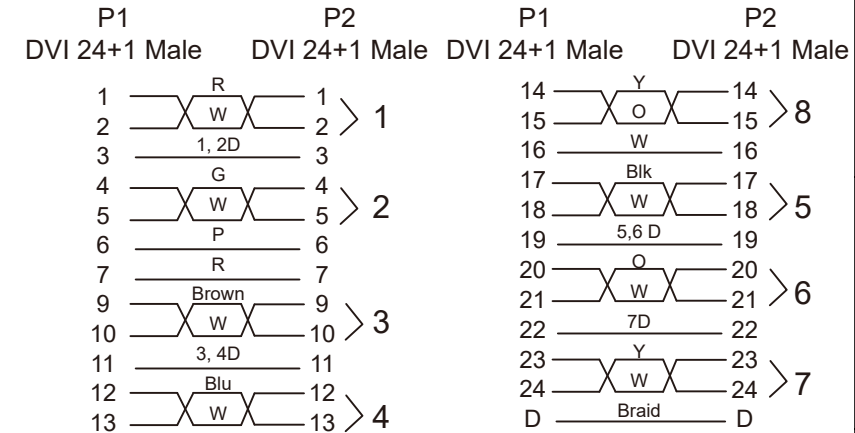 P1 P2
DVI 24+1 Male DVI 24+1 Male
R
1 1
W 1
2 2
1, 2D
3 3
G
4 4
W 2
5 5
P
6 6
R
7 7
Brown
9 9
W 3
10 10
3, 4D
11 11
Blu
12 12
W 4
13 13
P1 P2
DVI 24+1 Male DVI 24+1 Male
Y
14 14
O 8
15 15
W
16 16
Blk
17 17
W 5
18 18
5,6 D
19 19
O
20 20
W 6
21 21
7D
22 22
Y
23 23
W 7
24 24
Braid
D D